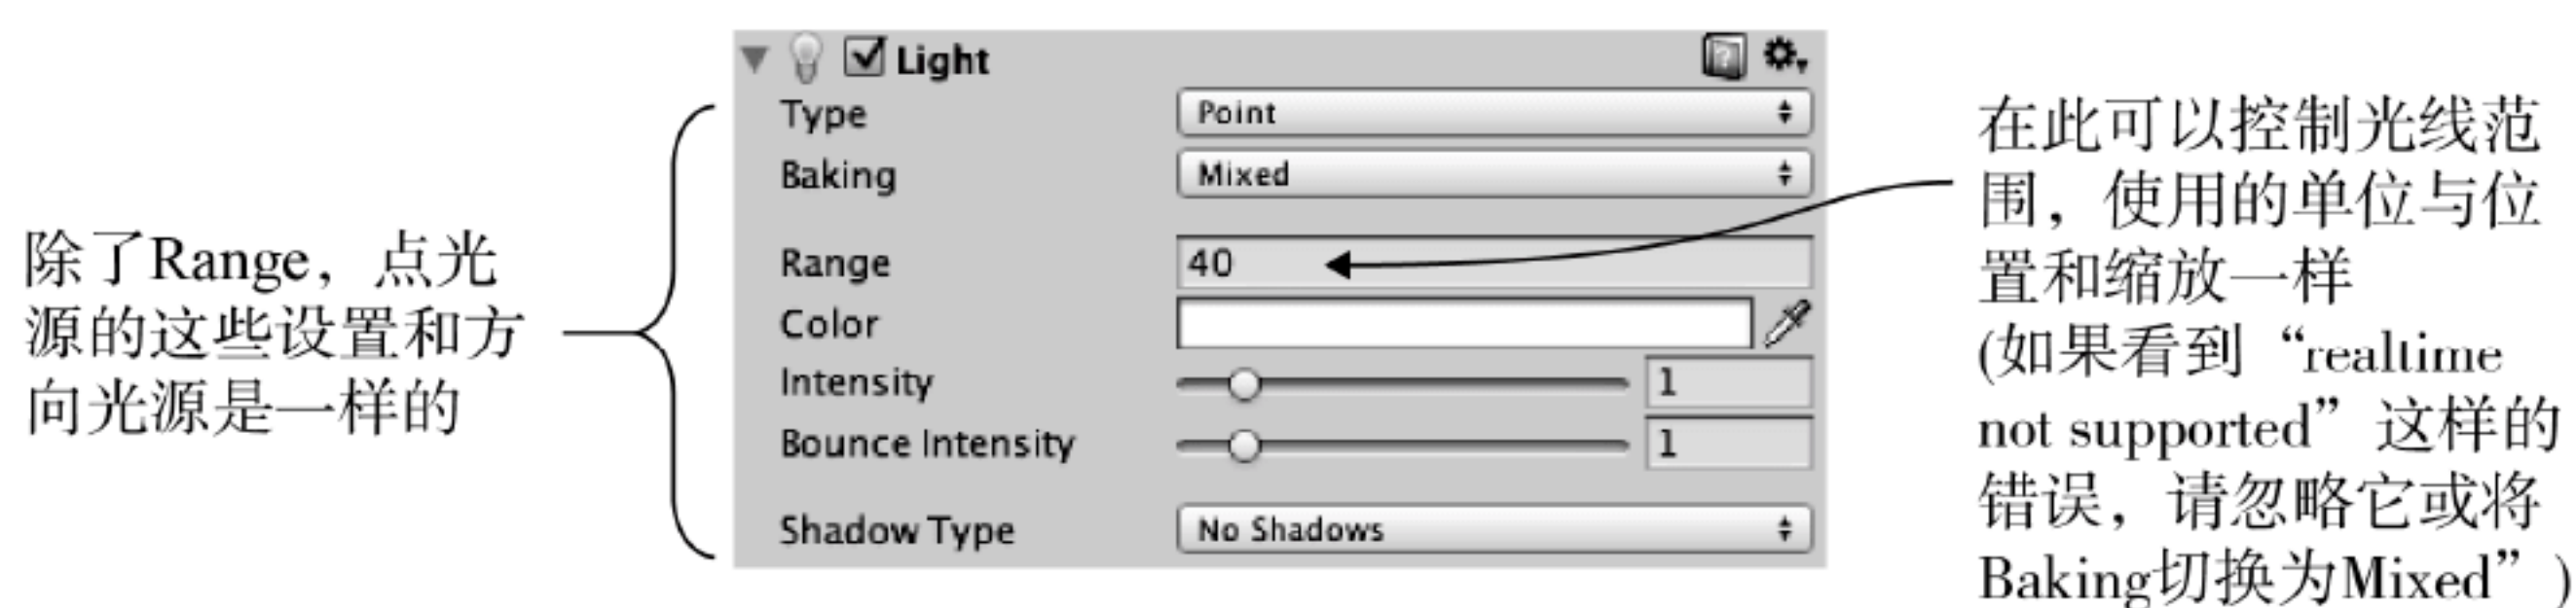 除了Range，点光
源的这些设置和方
向光源是一样的
Light
Type Point
Baking Mixed
Range 40
Color
Intensity 1
Bounce Intensity 1
Shadow Type No Shadows
在此可以控制光线范
围，使用的单位与位
置和缩放一样
(如果看到“realtime
not supported”这样的
错误，请忽略它或将
Baking切换为Mixed”)